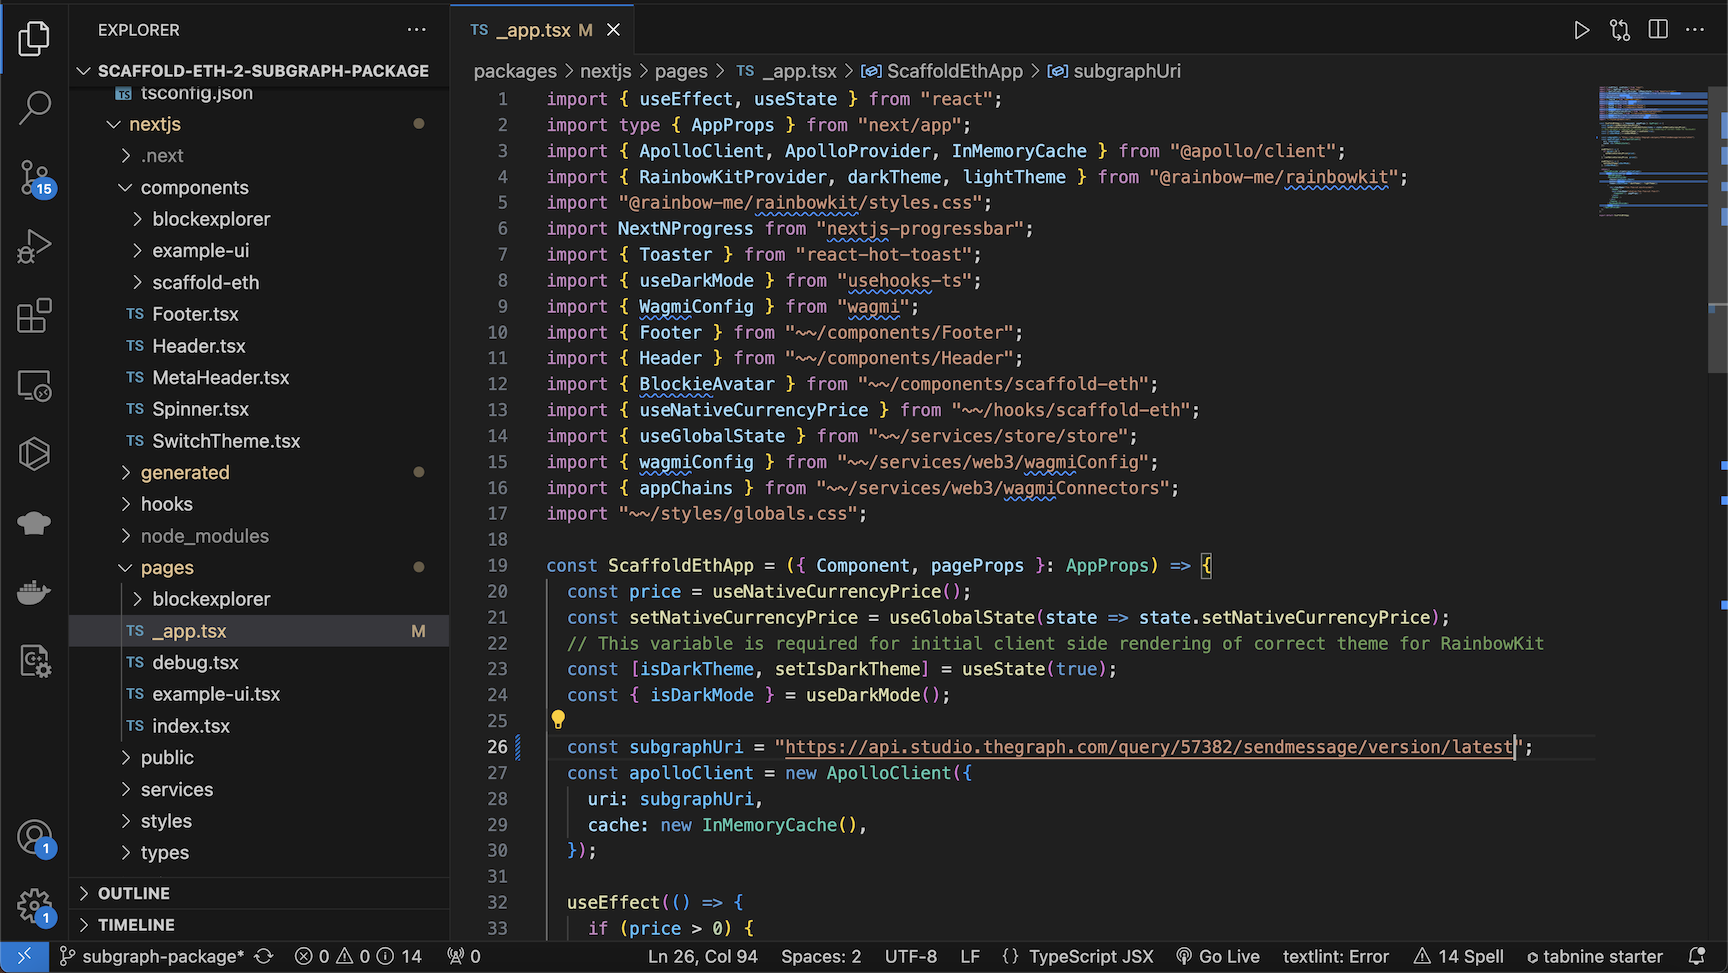 EXPLORER
SCAFFOLD-ETH-2-SUBGRAPH-PACKAGE
TS tsconfig.json
nextjs
.next
components
blockexplorer
example-ui
scaffold-eth
TS Footer.tsx
TS Header.tsx
TS MetaHeader.tsx
TS Spinner.tsx
TS SwitchTheme.tsx
generated
hooks
node_modules
pages
blockexplorer
TS _app.tsx M
TS debug.tsx
TS example-ui.tsx
TS index.tsx
public
services
styles
types
OUTLINE
TIMELINE
15
1
1
TS _app.tsx M
packages > nextjs > pages > TS _app.tsx > ScaffoldEthApp > subgraphUri
1 import { useEffect, useState } from "react";
2 import type { AppProps } from "next/app";
3 import { ApolloClient, ApolloProvider, InMemoryCache } from "@apollo/client";
4 import { RainbowKitProvider, darkTheme, lightTheme } from "@rainbow-me/rainbowkit";
5 import "@rainbow-me/rainbowkit/styles.css";
6 import NextNProgress from "nextjs-progressbar";
7 import { Toaster } from "react-hot-toast";
8 import { useDarkMode } from "usehooks-ts";
9 import { WagmiConfig } from "wagmi";
10 import { Footer } from "~~/components/Footer";
11 import { Header } from "~~/components/Header";
12 import { BlockieAvatar } from "~~/components/scaffold-eth";
13 import { useNativeCurrencyPrice } from "~~/hooks/scaffold-eth";
14 import { useGlobalState } from "~~/services/store/store";
15 import { wagmiConfig } from "~~/services/web3/wagmiConfig";
16 import { appChains } from "~~/services/web3/wagmiConnectors";
17 import "~~/styles/globals.css";
18
19 const ScaffoldEthApp = ({ Component, pageProps }: AppProps) => {
20 const price = useNativeCurrencyPrice();
21 const setNativeCurrencyPrice = useGlobalState(state => state.setNativeCurrencyPrice);
22 // This variable is required for initial client side rendering of correct theme for RainbowKit
23 const [isDarkTheme, setIsDarkTheme] = useState(true);
24 const { isDarkMode } = useDarkMode();
25
26 const subgraphUri = "https://api.studio.thegraph.com/query/57382/sendmessage/version/latest";
27 const apolloClient = new ApolloClient({
28 uri: subgraphUri,
29 cache: new InMemoryCache(),
30 });
31
32 useEffect(() => {
33 if (price > 0) {
subgraph-package* 0 0 14 0 Ln 26, Col 94 Spaces: 2 UTF-8 LF {} TypeScript JSX Go Live textlint: Error 14 Spell tabnine starter